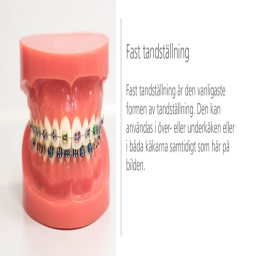 Fast tandställning
Fast tandställning är den vanligaste
formen av tandställning. Den kan
användas i över- eller underkäken eller
i båda käkarna samtidigt som här på
bilden.